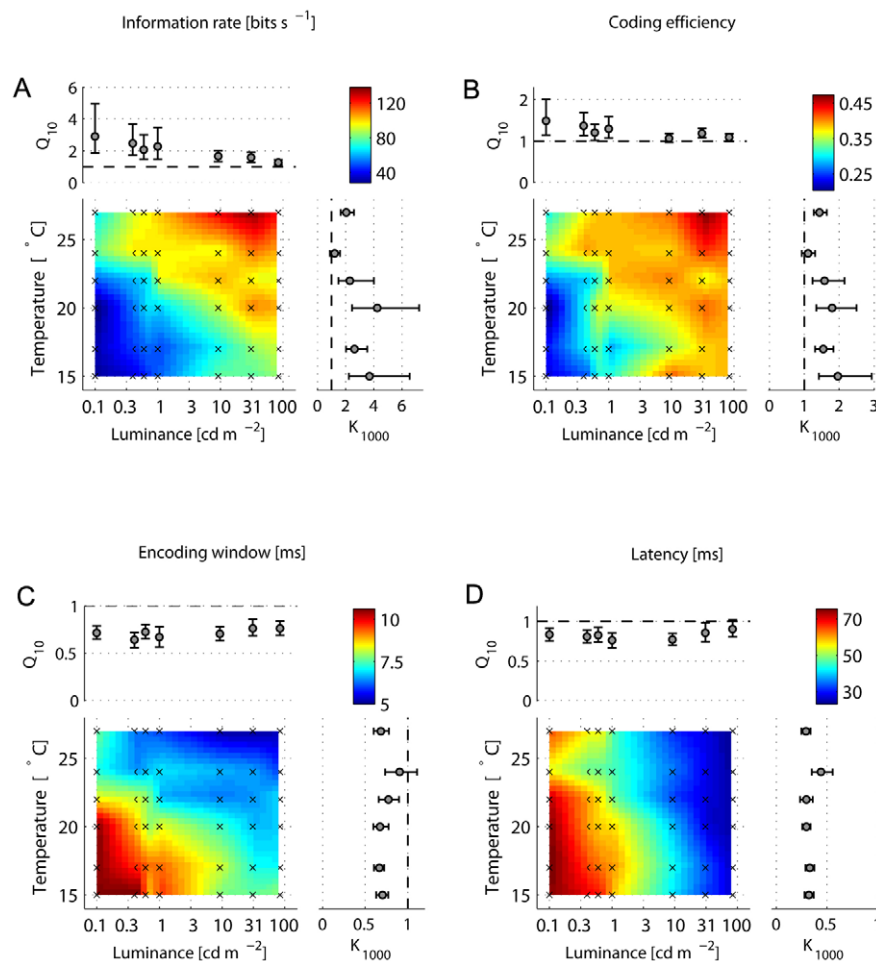 Information rate [bits s⁻¹]
Coding efficiency
A
6
4
2
0
Q₁₀
120
80
40
B
2
1
0
Q₁₀
0.45
0.35
0.25
25
20
15
Temperature [ °C]
0.1 0.3 1 10 31 100
Luminance [cd m⁻²]
0 2 4 6
K₁₀₀₀
25
20
15
Temperature [ °C]
0.1 0.3 1 10 31 100
Luminance [cd m⁻²]
0 1 2 3
K₁₀₀₀
Encoding window [ms]
Latency [ms]
C
1
0.5
0
Q₁₀
10
7.5
5
D
1
0.5
0
Q₁₀
70
50
30
25
20
15
Temperature [ °C]
0.1 0.3 1 10 31 100
Luminance [cd m⁻²]
0 0.5 1
K₁₀₀₀
25
20
15
Temperature [ °C]
0.1 0.3 1 10 31 100
Luminance [cd m⁻²]
0 0.5 1
K₁₀₀₀